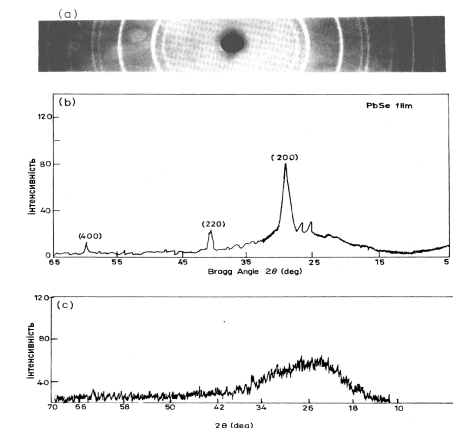 (a)
(b)
PbSe film
120
80
40
0
інтенсивність
(400)
(220)
(200)
65 55 45 35 25 15 5
Bragg Angle 2θ (deg)
(c)
120
80
40
інтенсивність
70 66 58 50 42 34 26 18 10
2θ (deg)